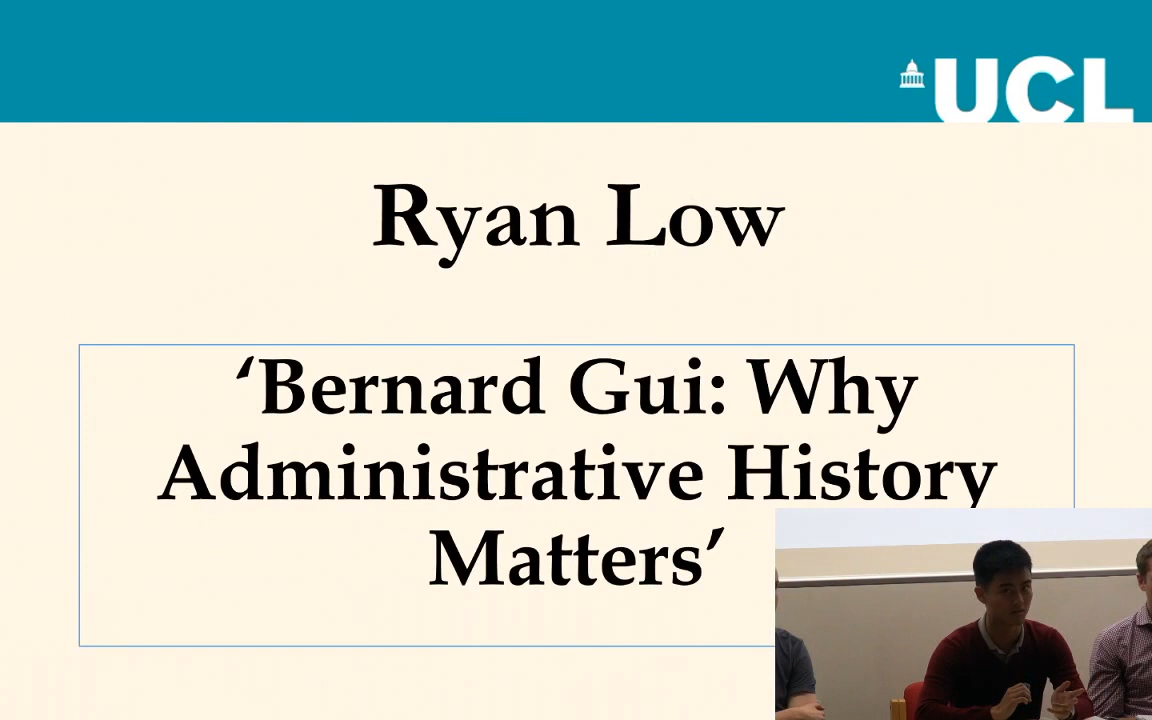 UCL
Ryan Low
‘Bernard Gui: Why
Administrative History
Matters’